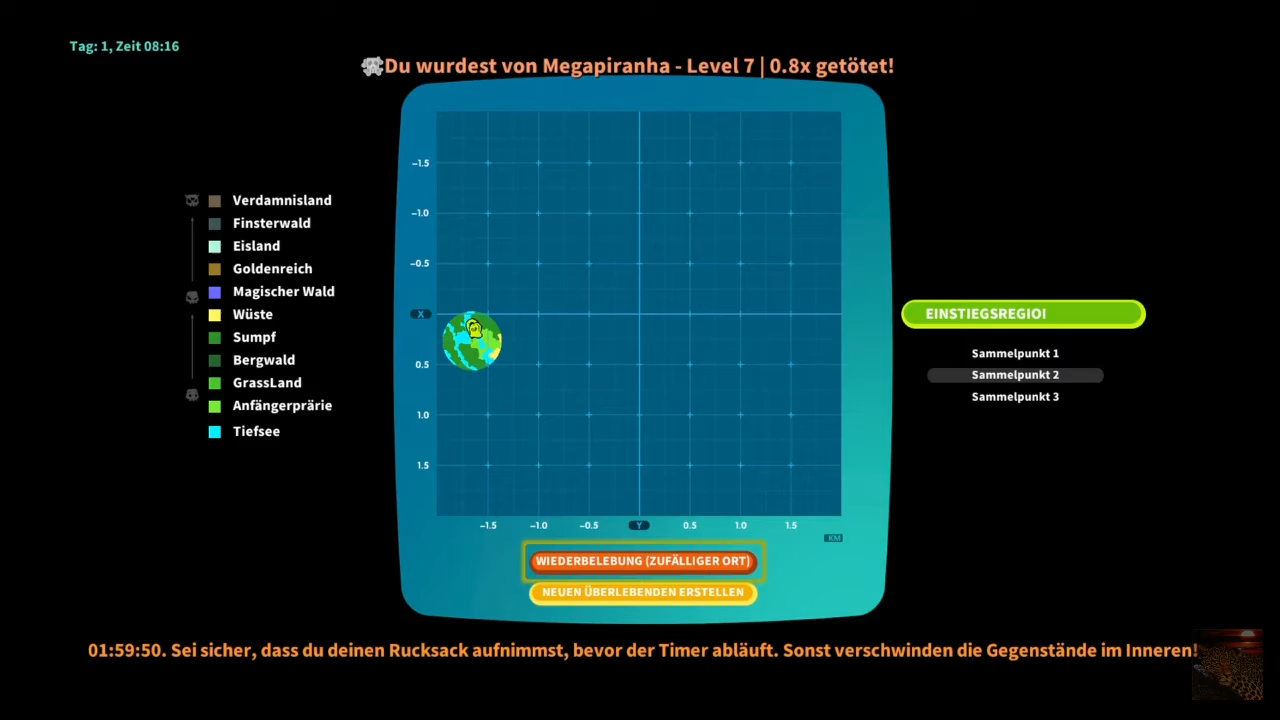 Tag: 1, Zeit 08:16
Du wurdest von Megapiranha - Level 7 | 0.8x getötet!
Verdamnisland
Finsterwald
Eisland
Goldenreich
Magischer Wald
Wüste
Sumpf
Bergwald
GrassLand
Anfängerprärie
Tiefsee
-1.5
-1.0
-0.5
X
0.5
1.0
1.5
-1.5 -1.0 -0.5 Y 0.5 1.0 1.5
KM
EINSTIEGSREGIOI
Sammelpunkt 1
Sammelpunkt 2
Sammelpunkt 3
WIEDERBELEBUNG (ZUFÄLLIGER ORT)
NEUEN ÜBERLEBENDEN ERSTELLEN
01:59:50. Sei sicher, dass du deinen Rucksack aufnimmst, bevor der Timer abläuft. Sonst verschwinden die Gegenstände im Inneren!